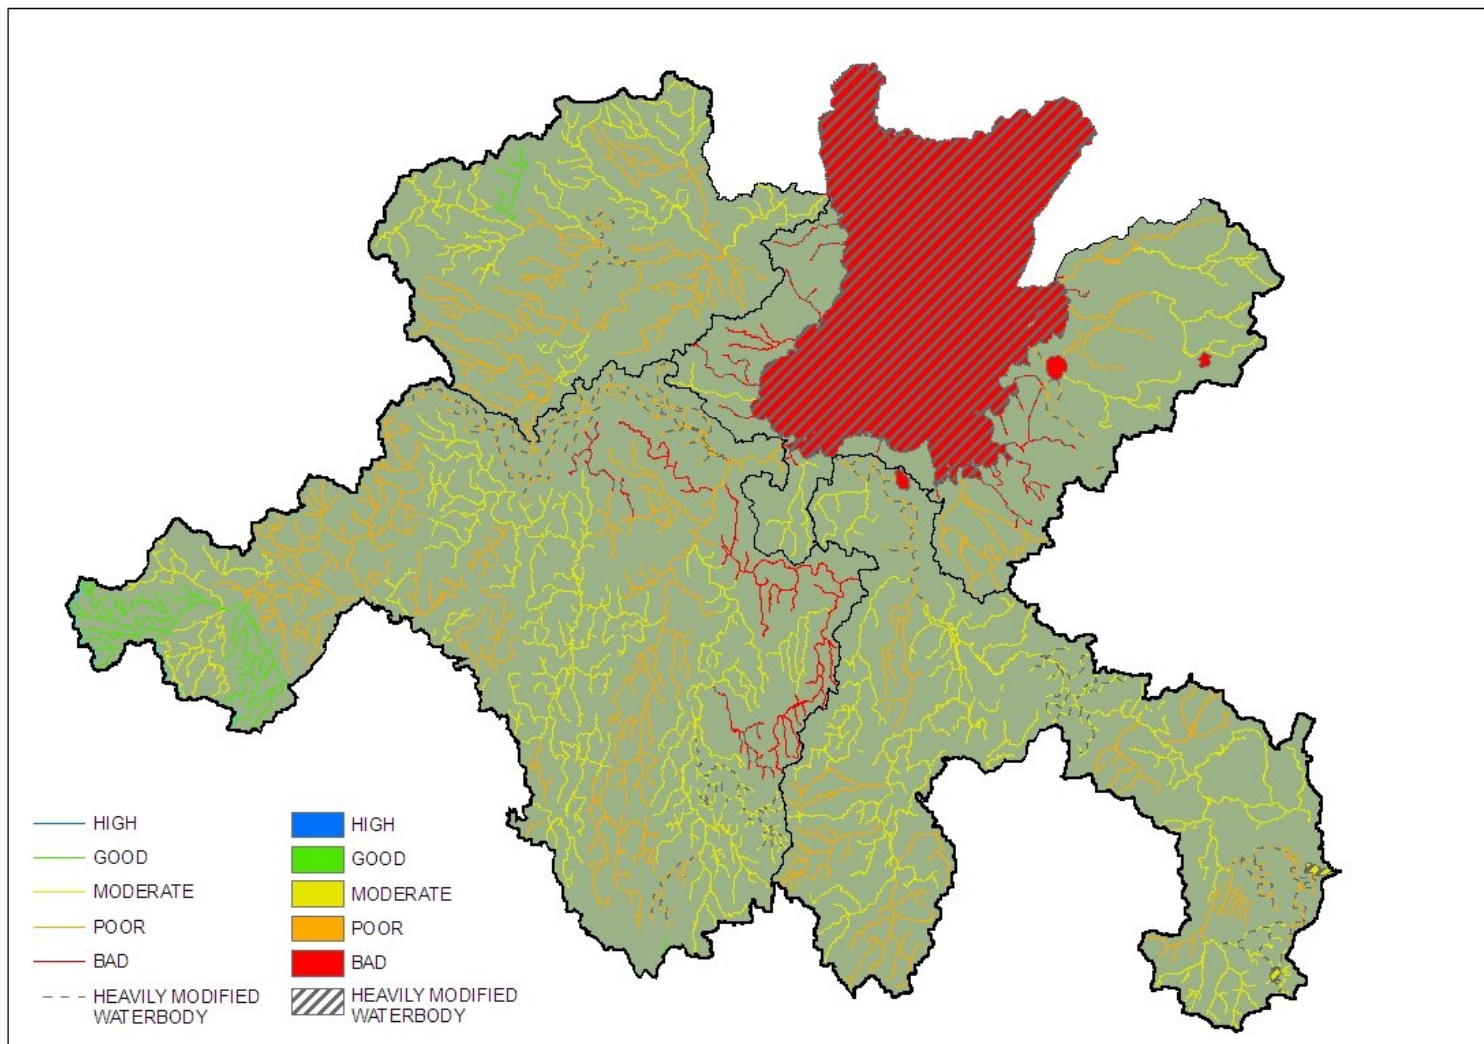 HIGH
GOOD
MODERATE
POOR
BAD
HEAVILY MODIFIED
WATERBODY
HIGH
GOOD
MODERATE
POOR
BAD
HEAVILY MODIFIED
WATERBODY